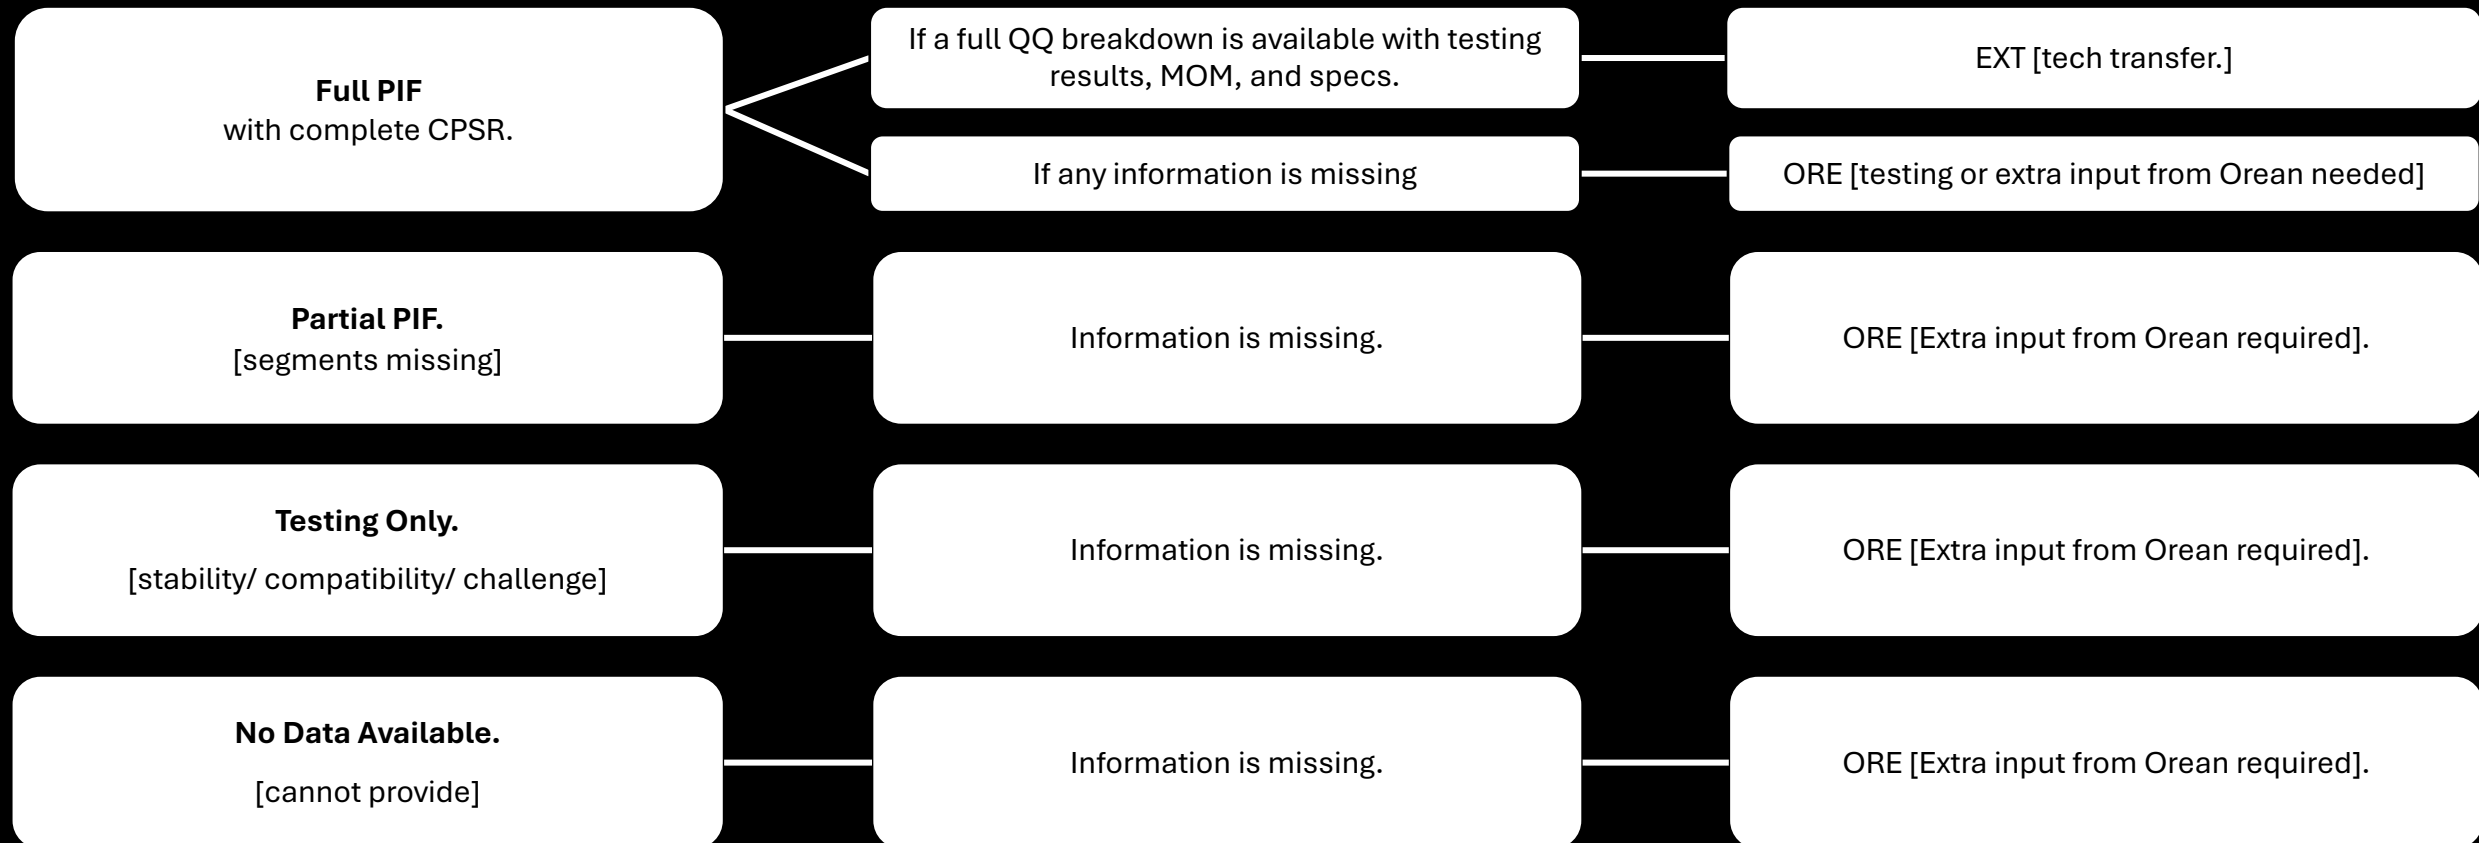 Full PIF
with complete CPSR.
If a full QQ breakdown is available with testing
results, MOM, and specs.
EXT [tech transfer.]
If any information is missing
ORE [testing or extra input from Orean needed]
Partial PIF.
[segments missing]
Information is missing.
ORE [Extra input from Orean required].
Testing Only.
[stability/ compatibility/ challenge]
Information is missing.
ORE [Extra input from Orean required].
No Data Available.
[cannot provide]
Information is missing.
ORE [Extra input from Orean required].